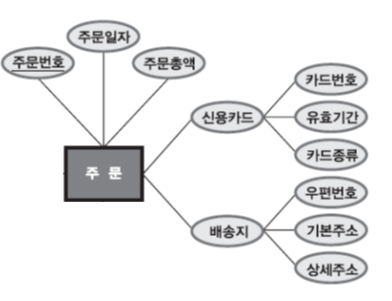 주문일자
주문번호
주문총액
카드번호
신용카드
유효기간
카드종류
주 문
우편번호
배송지
기본주소
상세주소